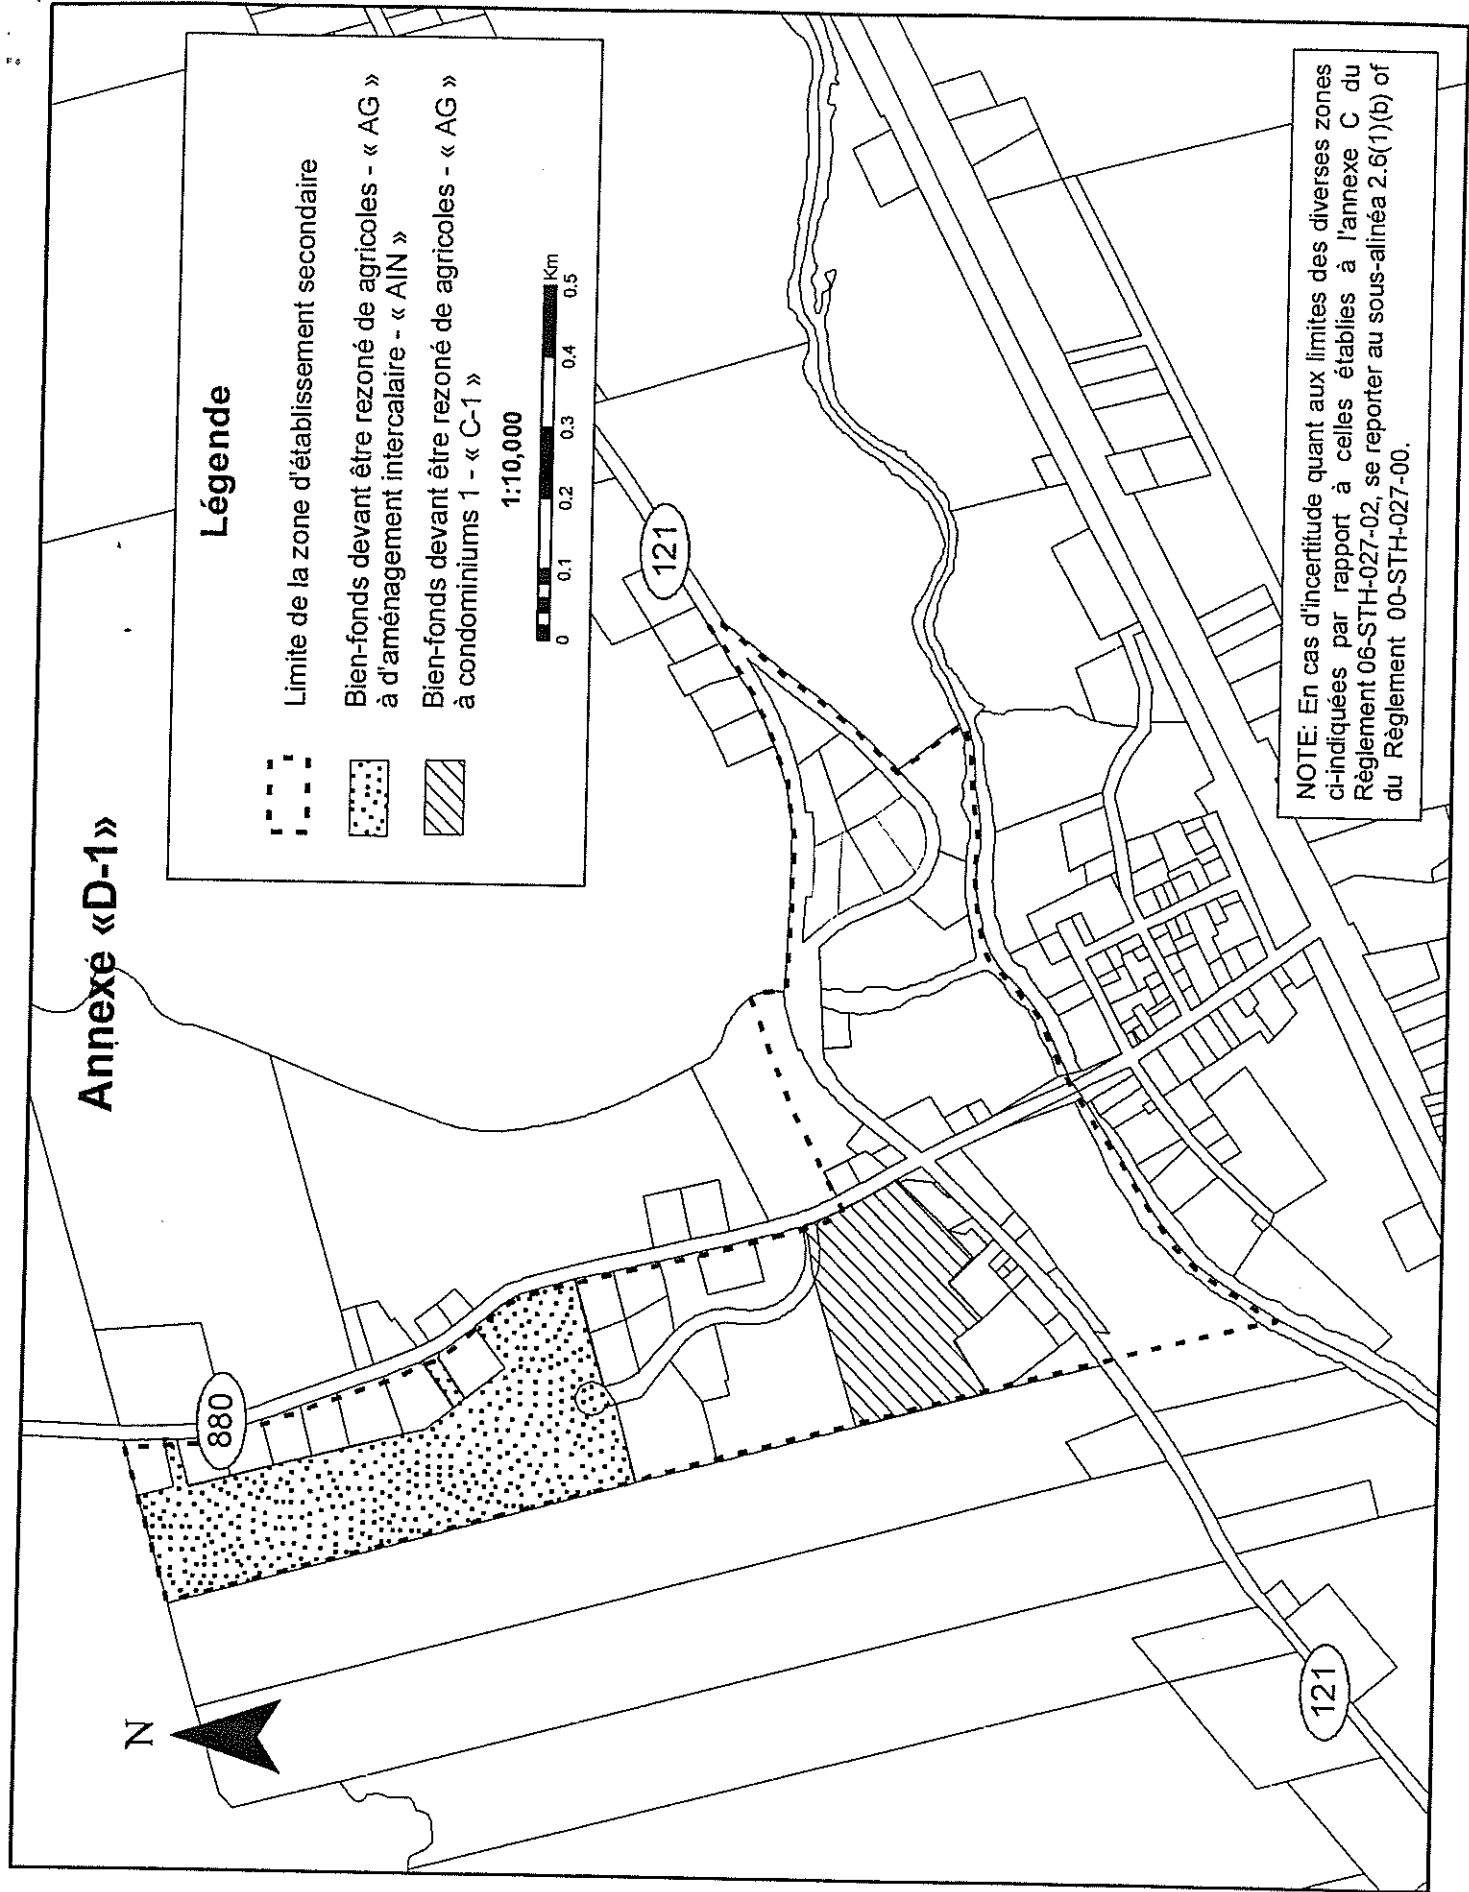 Annexe «D-1»
Légende
Limite de la zone d'établissement secondaire
Bien-fonds devant être rezoné de agricoles - « AG »
à d'aménagement intercalaire - « AIN »
Bien-fonds devant être rezoné de agricoles - « AG »
à condominiums 1 - « C-1 »
1:10,000
Km
0 0.1 0.2 0.3 0.4 0.5
N
880
121
121
NOTE: En cas d'incertitude quant aux limites des diverses zones
ci-indiquées par rapport à celles établies à l'annexe C du
Règlement 06-STH-027-02, se reporter au sous-alinéa 2.6(1)(b) of
du Règlement 00-STH-027-00.